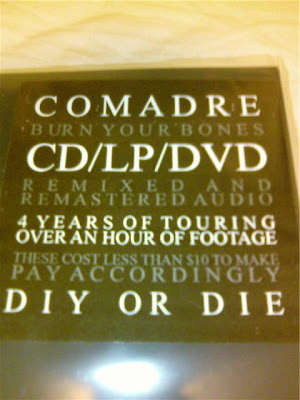 COMADRE
BURN YOUR BONES
CD/LP/DVD
REMIXED AND
REMASTERED AUDIO
4 YEARS OF TOURING
OVER AN HOUR OF FOOTAGE
THESE COST LESS THAN $10 TO MAKE
PAY ACCORDINGLY
DIY OR DIE